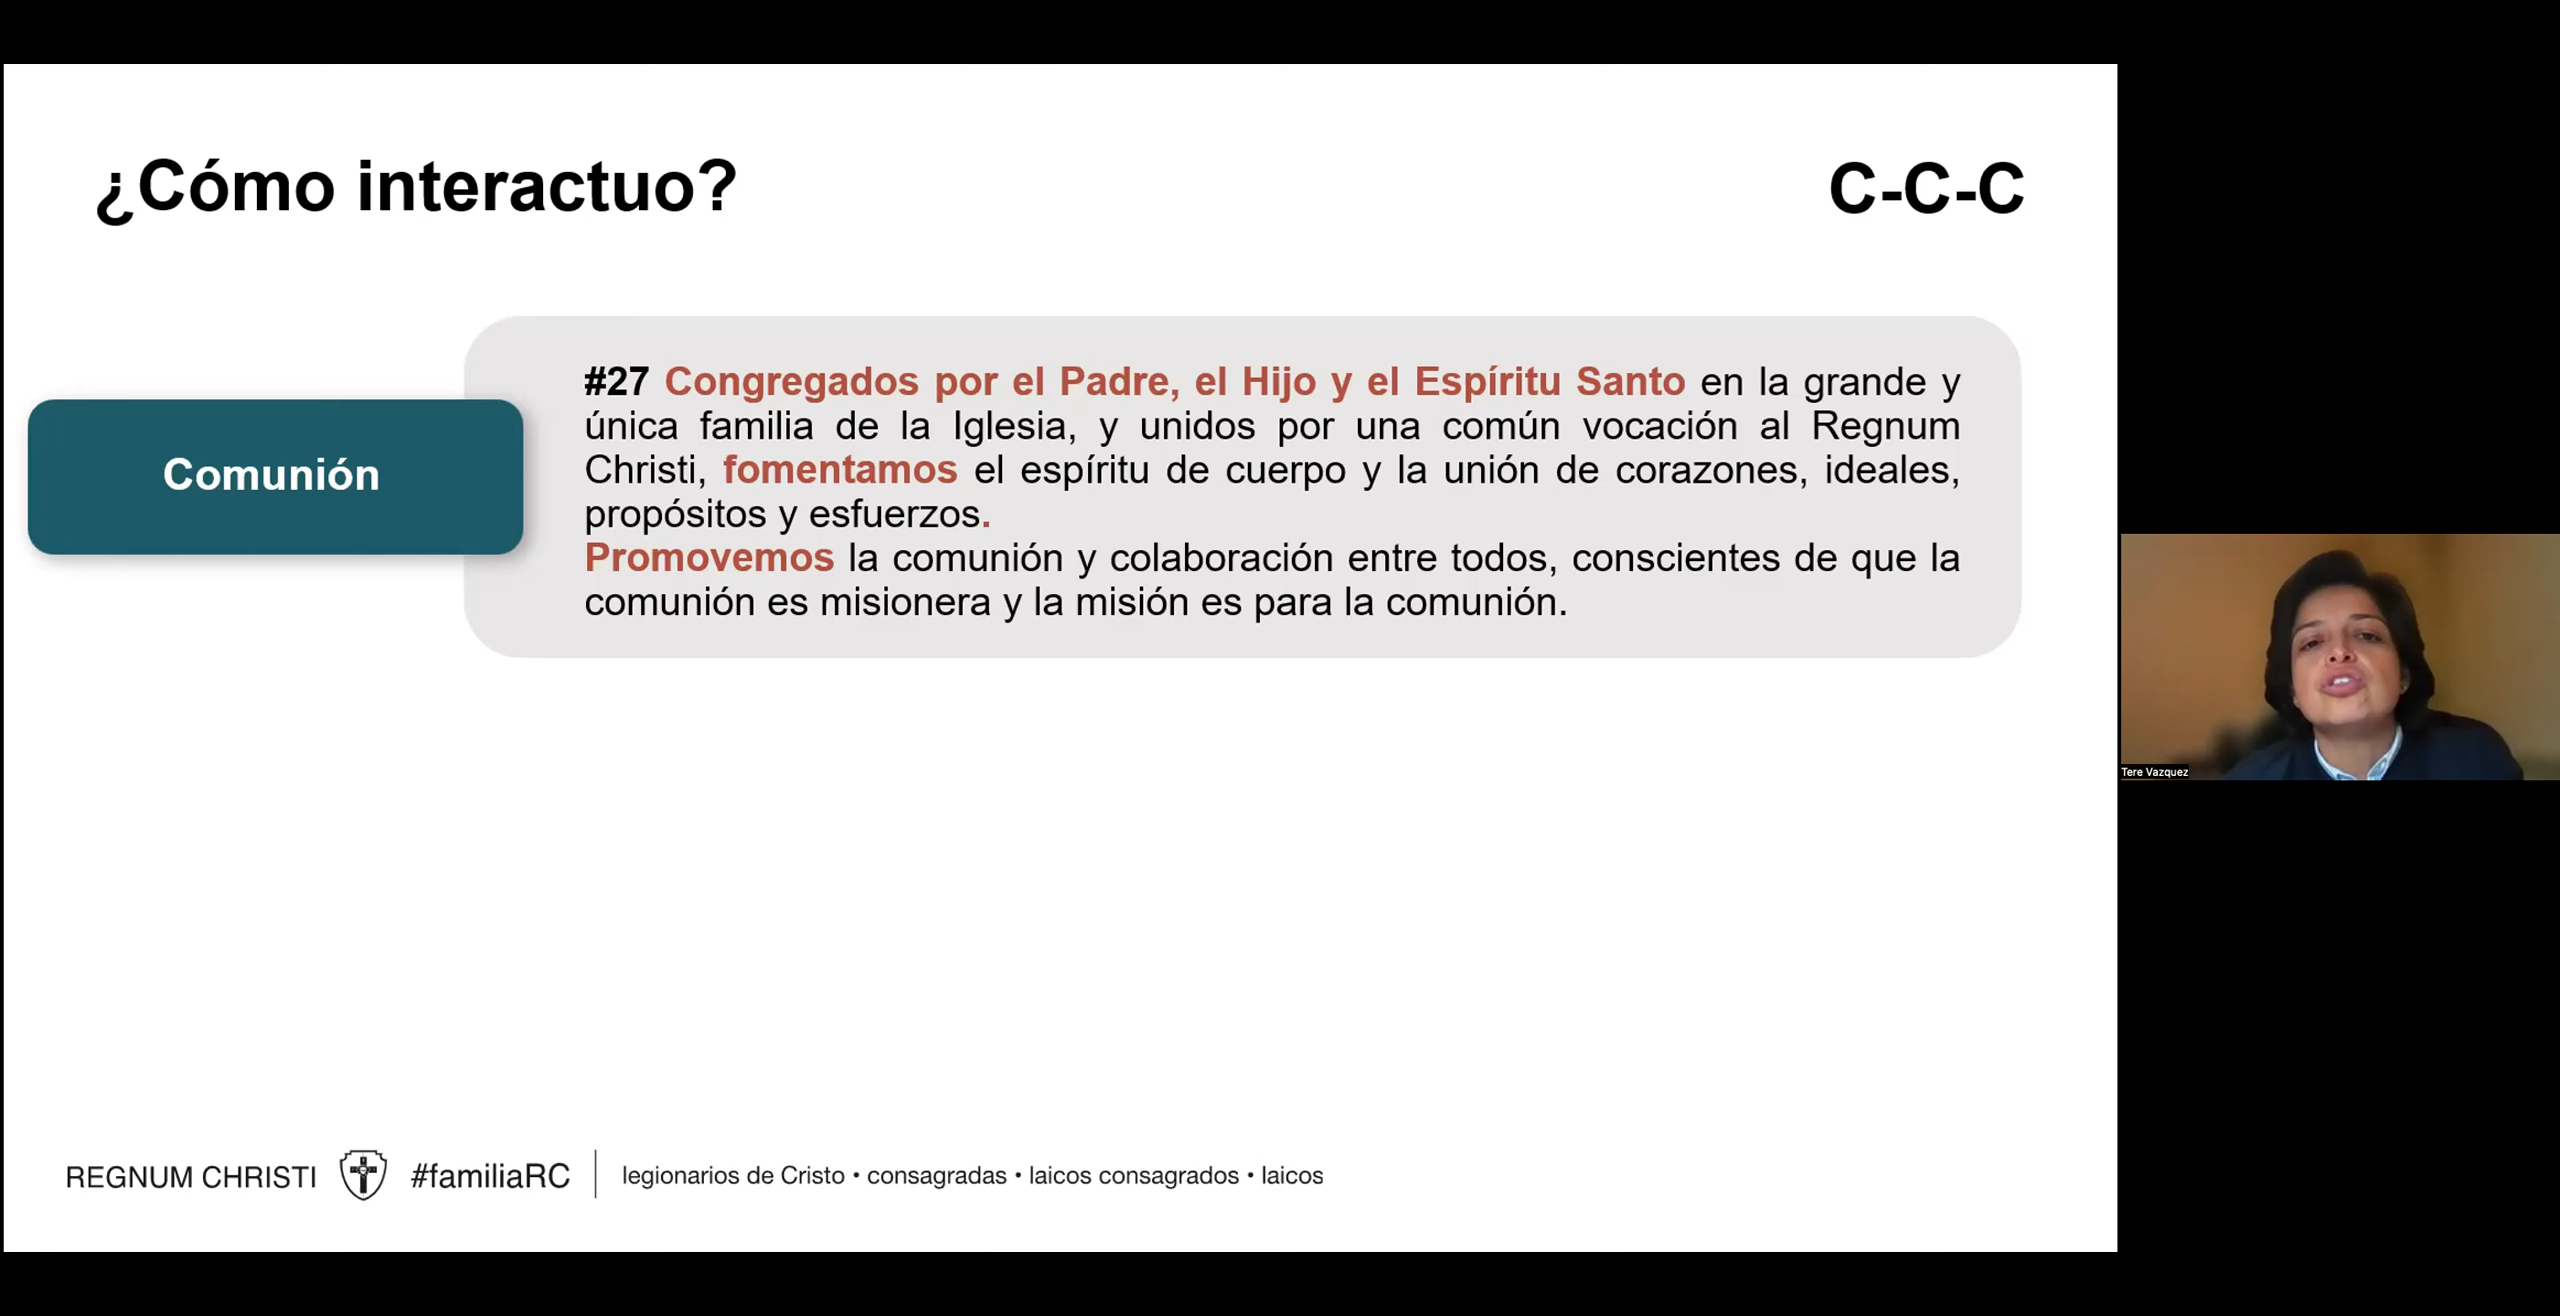 ¿Cómo interactuo?
C-C-C
Comunión
#27 Congregados por el Padre, el Hijo y el Espíritu Santo en la grande y
única familia de la Iglesia, y unidos por una común vocación al Regnum
Christi, fomentamos el espíritu de cuerpo y la unión de corazones, ideales,
propósitos y esfuerzos.
Promovemos la comunión y colaboración entre todos, conscientes de que la
comunión es misionera y la misión es para la comunión.
Tere Vazquez
REGNUM CHRISTI #familiaRC legionarios de Cristo • consagradas • laicos consagrados • laicos